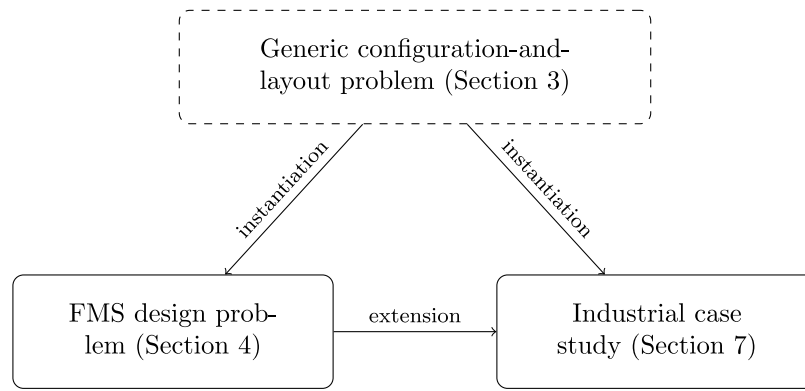 Generic configuration-and-
layout problem (Section 3)
instantiation
instantiation
FMS design prob-
lem (Section 4)
extension
Industrial case
study (Section 7)